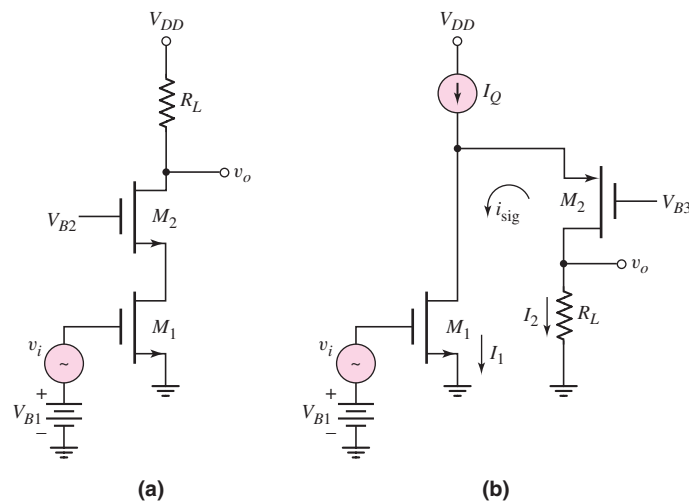 V_DD
R_L
v_o
V_B2
M_2
M_1
v_i
+
V_B1
−
(a)
V_DD
I_Q
i_sig
M_2
V_B3
v_o
I_2
R_L
M_1
I_1
v_i
+
V_B1
−
(b)